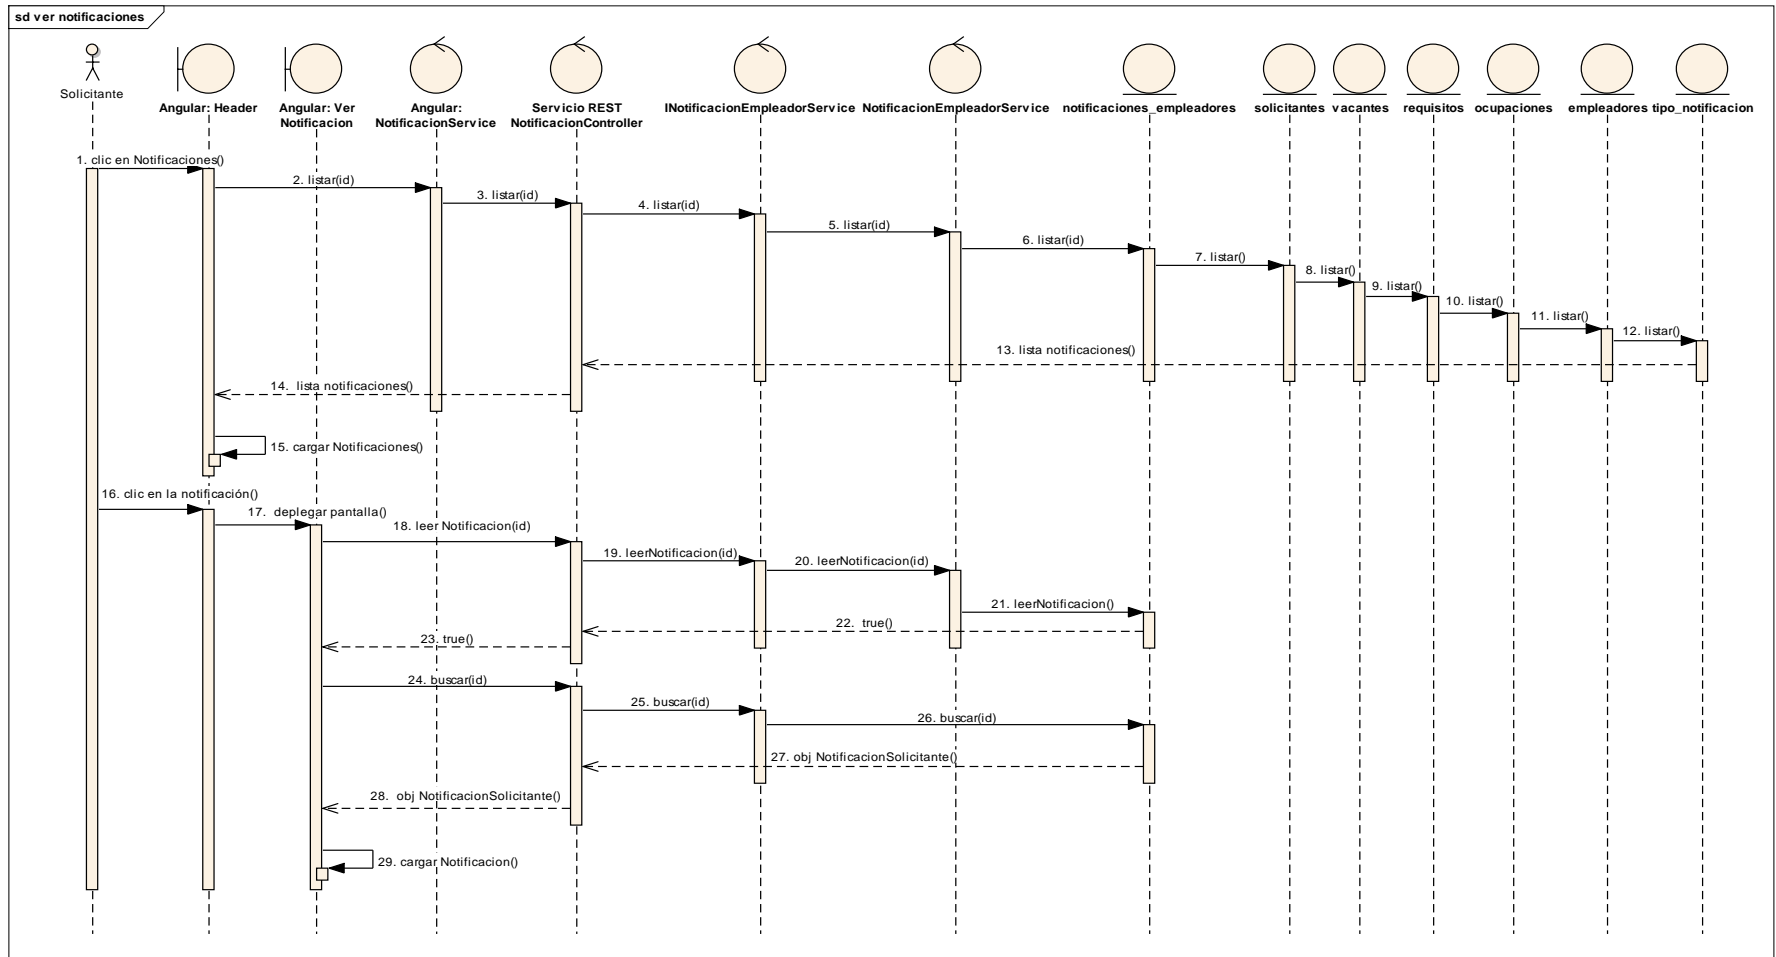 sd ver notificaciones
Solicitante
Angular: Header
Angular: Ver
Notificacion
Angular:
NotificacionService
Servicio REST
NotificacionController
INotificacionEmpleadorService
NotificacionEmpleadorService
notificaciones_empleadores
solicitantes
vacantes
requisitos
ocupaciones
empleadores
tipo_notificacion
1. clic en Notificaciones()
2. listar(id)
3. listar(id)
4. listar(id)
5. listar(id)
6. listar(id)
7. listar()
8. listar()
9. listar()
10. listar()
11. listar()
12. listar()
13. lista notificaciones()
14. lista notificaciones()
15. cargar Notificaciones()
16. clic en la notificación()
17. deplegar pantalla()
18. leer Notificacion(id)
19. leerNotificacion(id)
20. leerNotificacion(id)
21. leerNotificacion()
22. true()
23. true()
24. buscar(id)
25. buscar(id)
26. buscar(id)
27. obj NotificacionSolicitante()
28. obj NotificacionSolicitante()
29. cargar Notificacion()